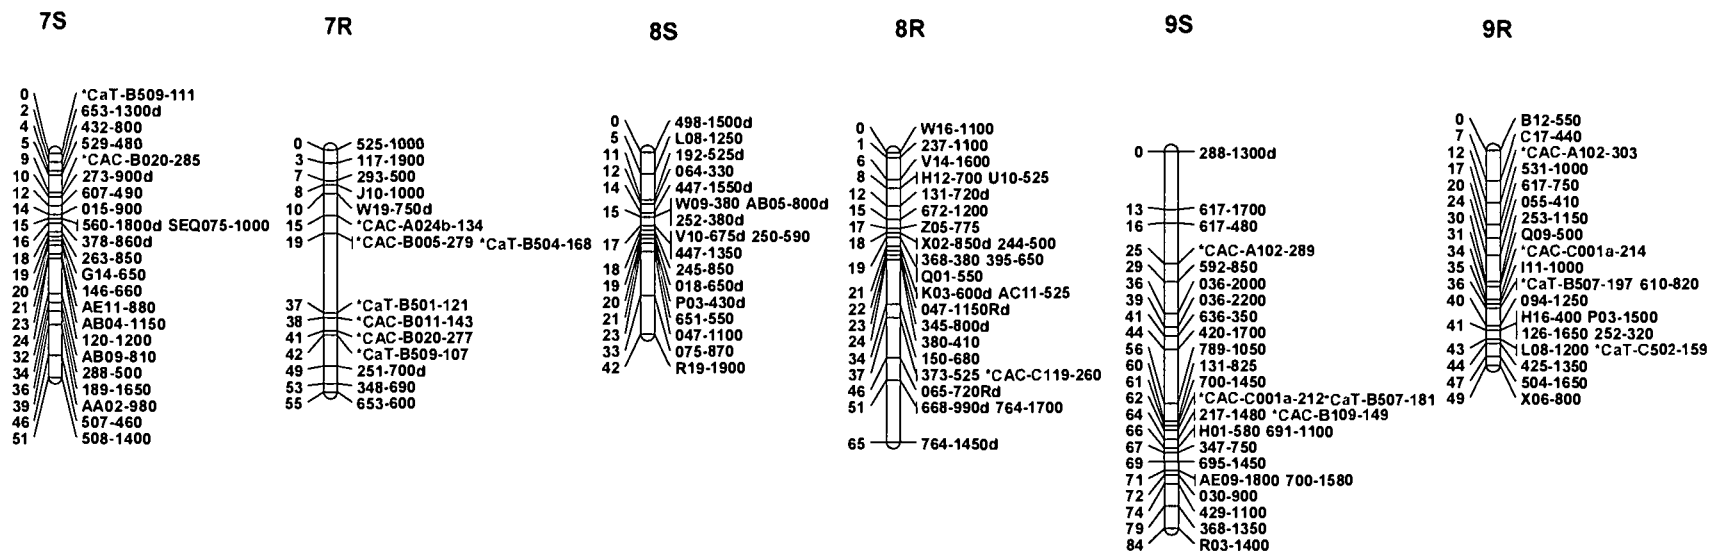 7S
0 *CaT-B509-111
2 653-1300d
4 432-800
5 529-480
9 *CAC-B020-285
10 273-900d
12 607-490
14 015-900
15 560-1800d SEQ075-1000
16 378-860d
18 263-850
19 G14-650
20 146-660
21 AE11-880
23 AB04-1150
24 120-1200
32 AB09-810
34 288-500
36 189-1650
39 AA02-980
46 507-460
51 508-1400
7R
0 525-1000
3 117-1900
7 293-500
8 J10-1000
10 W19-750d
15 *CAC-A024b-134
19 *CAC-B005-279 *CaT-B504-168
37 *CaT-B501-121
38 *CAC-B011-143
41 *CAC-B020-277
42 *CaT-B509-107
49 251-700d
53 348-690
55 653-600
8S
0 498-1500d
5 L08-1250
11 192-525d
12 064-330
14 447-1550d
15 W09-380 AB05-800d
252-380d
17 V10-675d 250-590
447-1350
18 245-850
19 018-650d
20 P03-430d
21 651-550
23 047-1100
33 075-870
42 R19-1900
8R
0 W16-1100
1 237-1100
6 V14-1600
8 H12-700 U10-525
12 131-720d
15 672-1200
17 Z05-775
18 X02-850d 244-500
19 368-380 395-650
Q01-550
21 K03-600d AC11-525
22 047-1150Rd
23 345-800d
24 380-410
34 150-680
37 373-525 *CAC-C119-260
46 065-720Rd
51 668-990d 764-1700
65 764-1450d
9S
0 288-1300d
13 617-1700
16 617-480
25 *CAC-A102-289
29 592-850
36 036-2000
39 036-2200
41 636-350
44 420-1700
56 789-1050
60 131-825
61 700-1450
62 *CAC-C001a-212*CaT-B507-181
64 217-1480 *CAC-B109-149
66 H01-580 691-1100
67 347-750
69 695-1450
71 AE09-1800 700-1580
72 030-900
74 429-1100
79 368-1350
84 R03-1400
9R
0 B12-550
7 C17-440
12 *CAC-A102-303
17 531-1000
20 617-750
24 055-410
30 253-1150
31 Q09-500
34 *CAC-C001a-214
35 I11-1000
36 *CaT-B507-197 610-820
40 094-1250
41 H16-400 P03-1500
126-1650 252-320
43 L08-1200 *CaT-C502-159
44 425-1350
47 504-1650
49 X06-800